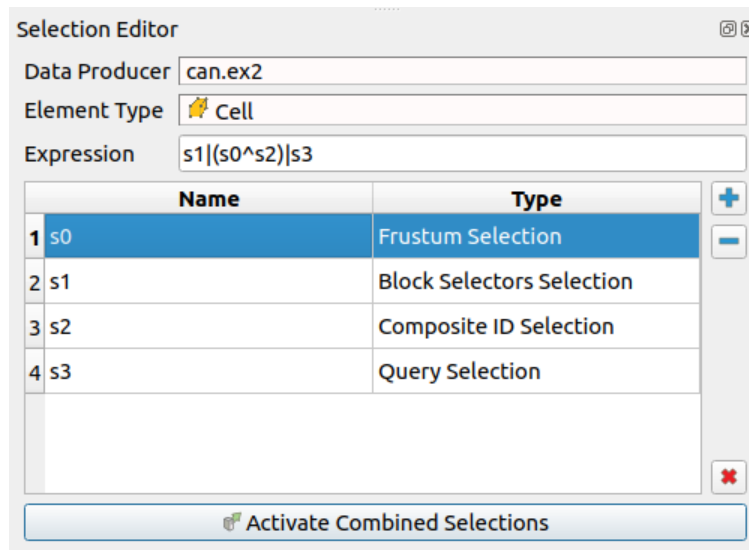 Selection Editor
Data Producer can.ex2
Element Type Cell
Expression s1|(s0^s2)|s3
Name Type
1 s0 Frustum Selection
2 s1 Block Selectors Selection
3 s2 Composite ID Selection
4 s3 Query Selection
Activate Combined Selections